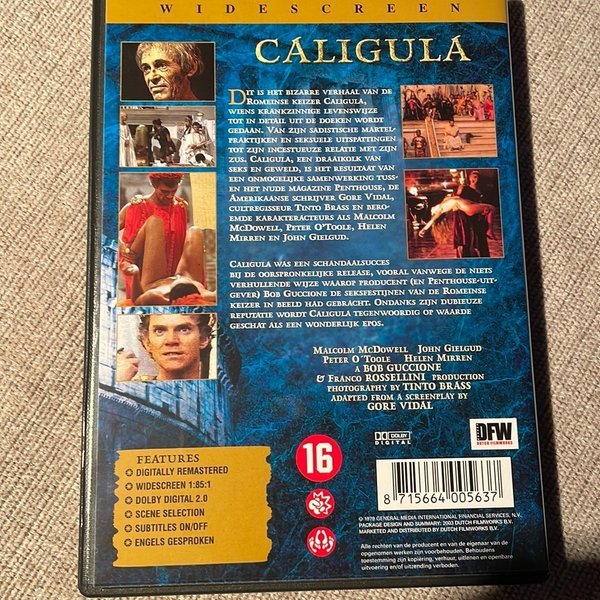 WIDESCREEN
CALIGULA
DIT IS HET BIZARRE VERHAAL VAN DE
ROMEINSE KEIZER CALIGULA,
WIENS KRANKZINNIGE LEVENSWIJZE
TOT IN DETAIL UIT DE DOEKEN WORDT
GEDAAN. VAN ZIJN SADISTISCHE MARTEL-
PRAKTIJKEN EN SEKSUELE UITSPATTINGEN
TOT ZIJN INCESTUEUZE RELATIE MET ZIJN
ZUS. CALIGULA, EEN DRAAIKOLK VAN
SEKS EN GEWELD, IS HET RESULTAAT VAN
EEN ONMOGELIJKE SAMENWERKING TUSS-
EN HET NUDE MAGAZINE PENTHOUSE, DE
AMERIKAANSE SCHRIJVER GORE VIDAL,
CULTREGISSEUR TINTO BRASS EN BERO-
EMDE KARAKTERACTEURS ALS MALCOLM
MCDOWELL, PETER O'TOOLE, HELEN
MIRREN EN JOHN GIELGUD.
CALIGULA WAS EEN SCHANDAALSUCCES
BIJ DE OORSPRONKELIJKE RELEASE, VOORAL VANWEGE DE NIETS
VERHULLENDE WIJZE WAAROP PRODUCENT (EN PENTHOUSE-UIT-
GEVER) BOB GUCCIONE DE SEKSFESTIJNEN VAN DE ROMEINSE
KEIZER IN BEELD HAD GEBRACHT. ONDANKS ZIJN DUBIEUZE
REPUTATIE WORDT CALIGULA TEGENWOORDIG OP WAARDE
GESCHAT ALS EEN WONDERLIJK EPOS.
MALCOLM MCDOWELL JOHN GIELGUD
PETER O'TOOLE HELEN MIRREN
A BOB GUCCIONE
& FRANCO ROSSELLINI PRODUCTION
PHOTOGRAPHY BY TINTO BRASS
ADAPTED FROM A SCREENPLAY BY
GORE VIDAL
FEATURES
DIGITALLY REMASTERED
WIDESCREEN 1:85:1
DOLBY DIGITAL 2.0
SCENE SELECTION
SUBTITLES ON/OFF
ENGELS GESPROKEN
16
DOLBY
DIGITAL
DFW
DUTCH FILMWORKS
8 715664 005637
© 1979 GENERAL MEDIA INTERNATIONAL FINANCIAL SERVICES, N.V.
PACKAGE DESIGN AND SUMMARY: 2003 DUTCH FILMWORKS B.V.
MARKETED AND DISTRIBUTED BY DUTCH FILMWORKS B.V.
Alle rechten van de producent en van de eigenaar van de
opgenomen werken zijn voorbehouden. Behoudens
toestemming zijn kopiëring, verhuur, uitlenen en openbare
uitvoering en/of uitzending verboden.